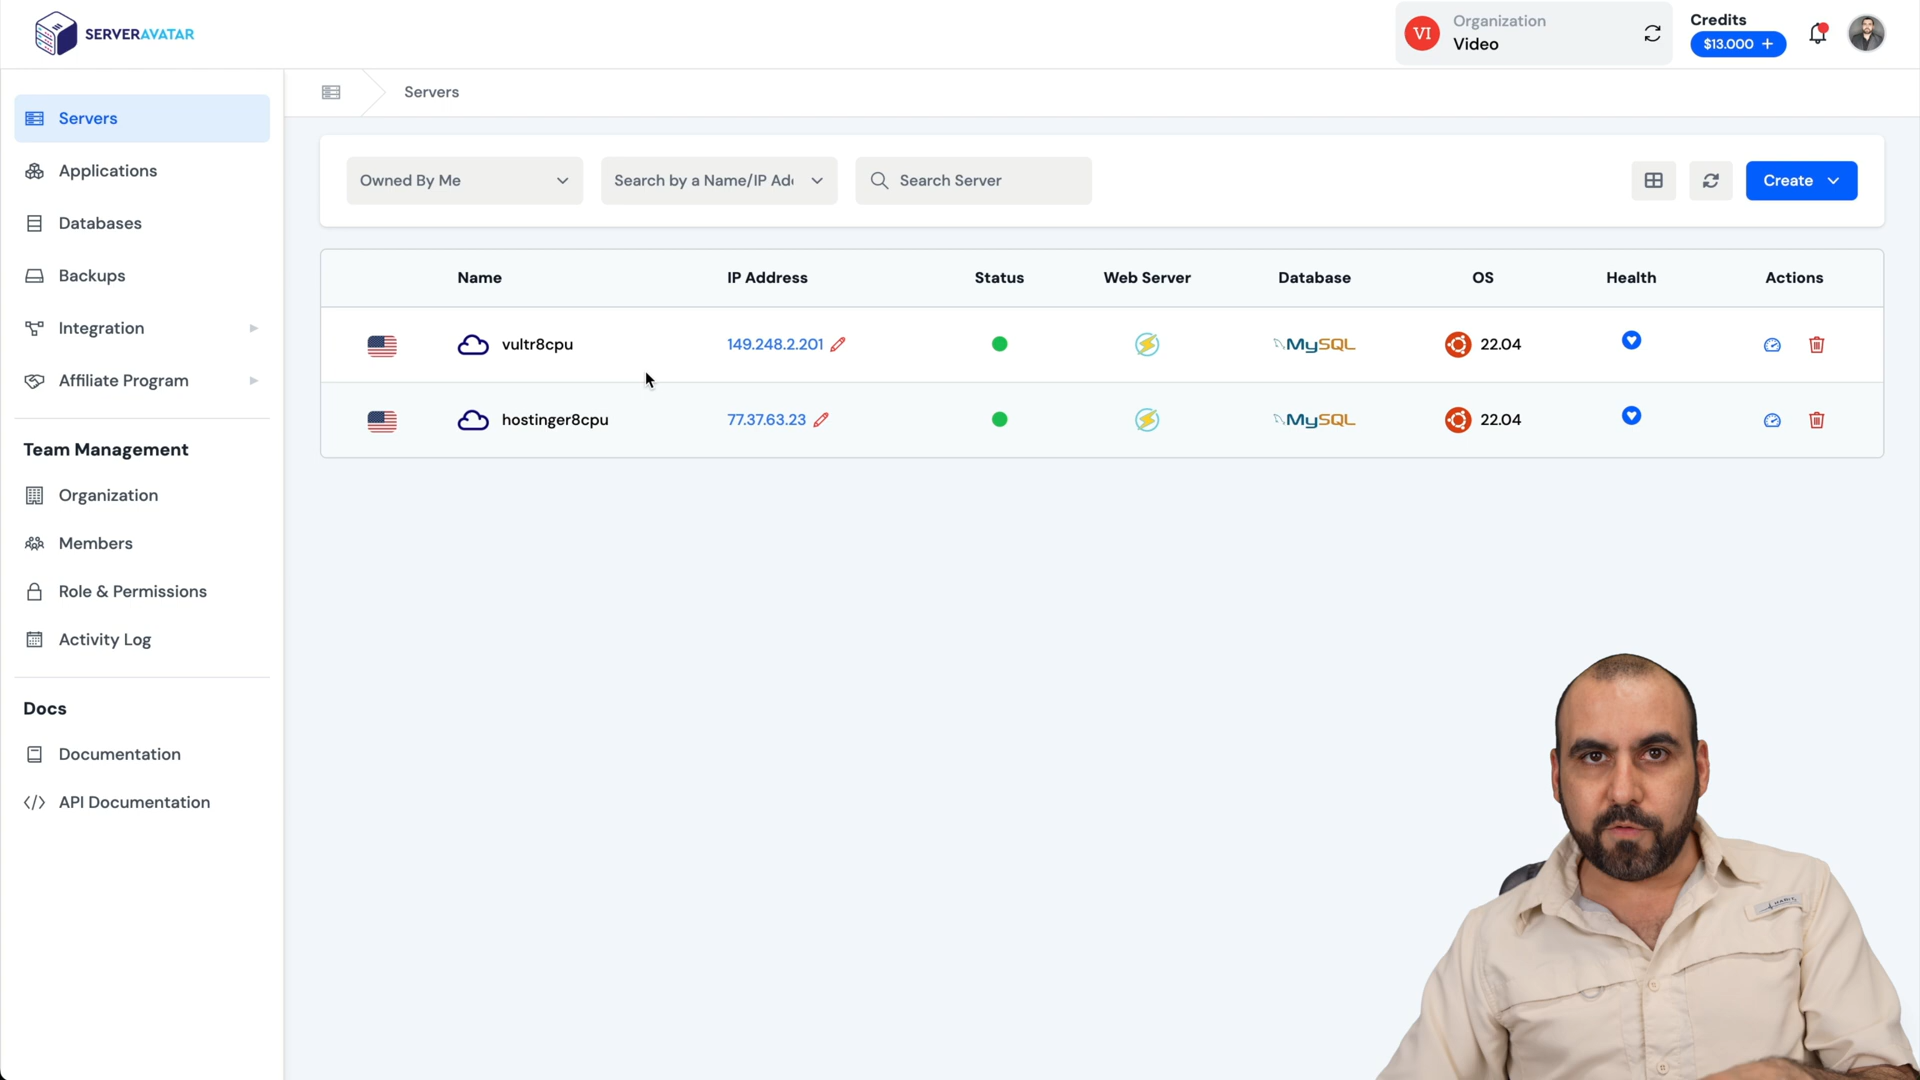 SERVERAVATAR
VI
Organization
Video
Credits
$13.000 +
Servers
Applications
Databases
Backups
Integration
Affiliate Program
Team Management
Organization
Members
Role & Permissions
Activity Log
Docs
Documentation
API Documentation
Servers
Owned By Me
Search by a Name/IP Ad
Search Server
Create
Name IP Address Status Web Server Database OS Health Actions
vultr8cpu 149.248.2.201 MySQL 22.04
hostinger8cpu 77.37.63.23 MySQL 22.04